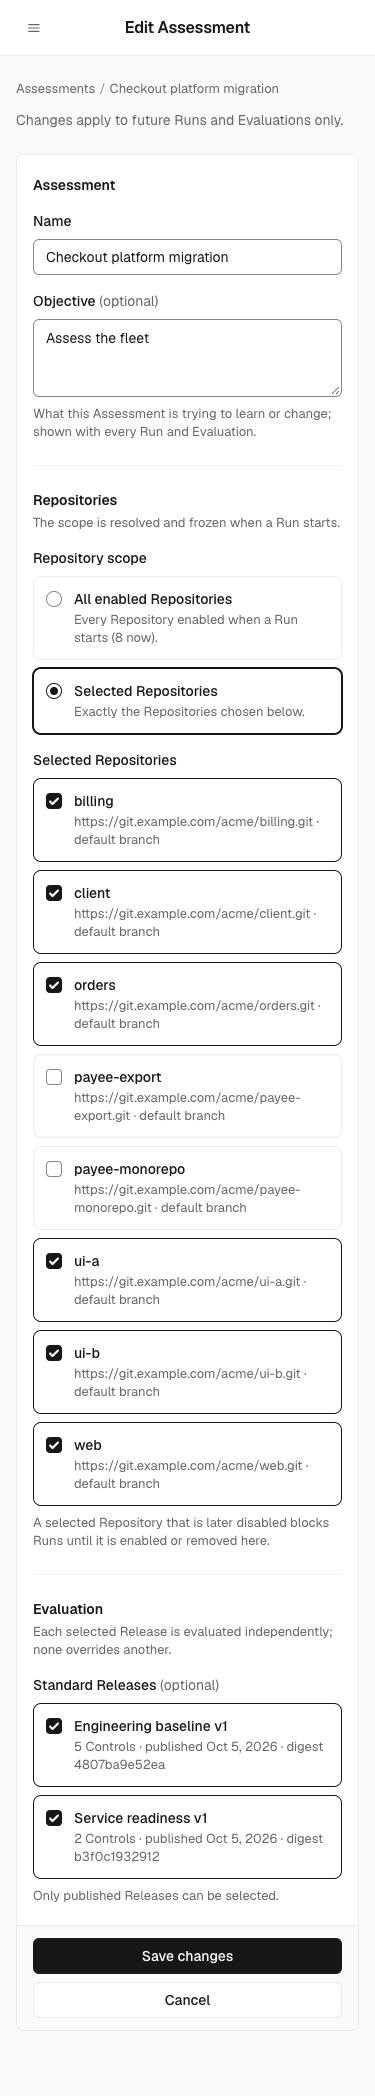 Edit Assessment
Assessments / Checkout platform migration
Changes apply to future Runs and Evaluations only.
Assessment
Name
Checkout platform migration
Objective (optional)
Assess the fleet
What this Assessment is trying to learn or change;
shown with every Run and Evaluation.
Repositories
The scope is resolved and frozen when a Run starts.
Repository scope
All enabled Repositories
Every Repository enabled when a Run
starts (8 now).
Selected Repositories
Exactly the Repositories chosen below.
Selected Repositories
billing
https://git.example.com/acme/billing.git ·
default branch
client
https://git.example.com/acme/client.git ·
default branch
orders
https://git.example.com/acme/orders.git ·
default branch
payee-export
https://git.example.com/acme/payee-
export.git · default branch
payee-monorepo
https://git.example.com/acme/payee-
monorepo.git · default branch
ui-a
https://git.example.com/acme/ui-a.git ·
default branch
ui-b
https://git.example.com/acme/ui-b.git ·
default branch
web
https://git.example.com/acme/web.git ·
default branch
A selected Repository that is later disabled blocks
Runs until it is enabled or removed here.
Evaluation
Each selected Release is evaluated independently;
none overrides another.
Standard Releases (optional)
Engineering baseline v1
5 Controls · published Oct 5, 2026 · digest
4807ba9e52ea
Service readiness v1
2 Controls · published Oct 5, 2026 · digest
b3f0c1932912
Only published Releases can be selected.
Save changes
Cancel